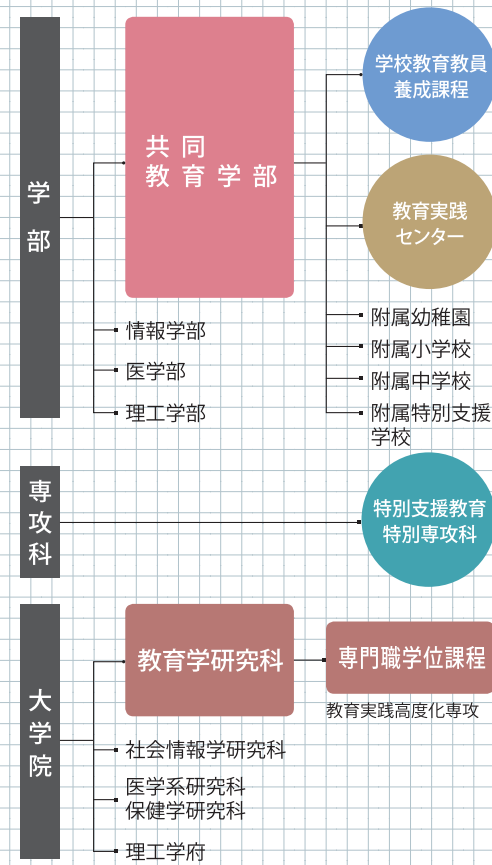 学部
共同
教育学部
学校教育教員
養成課程
教育実践
センター
情報学部
医学部
理工学部
附属幼稚園
附属小学校
附属中学校
附属特別支援
学校
専攻科
特別支援教育
特別専攻科
大学院
教育学研究科
専門職学位課程
教育実践高度化専攻
社会情報学研究科
医学系研究科
保健学研究科
理工学府